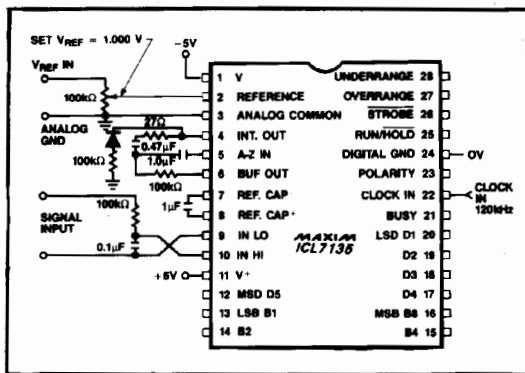 SET VREF = 1.000 V
-5V
VREF IN
100kΩ
ANALOG
GND
27Ω
0.47µF
1.0µF
100kΩ
100kΩ
100kΩ
1µF
SIGNAL
INPUT
0.1µF
+5V
1 V
2 REFERENCE
3 ANALOG COMMON
4 INT. OUT
5 A-Z IN
6 BUF OUT
7 REF. CAP-
8 REF. CAP+
9 IN LO
10 IN HI
11 V+
12 MSD D5
13 LSB B1
14 B2
MAXIM
ICL7135
UNDERRANGE 28
OVERRANGE 27
STROBE 26
RUN/HOLD 25
DIGITAL GND 24
POLARITY 23
CLOCK IN 22
BUSY 21
LSD D1 20
D2 19
D3 18
D4 17
MSB B8 16
B4 15
0V
CLOCK
IN
120kHz